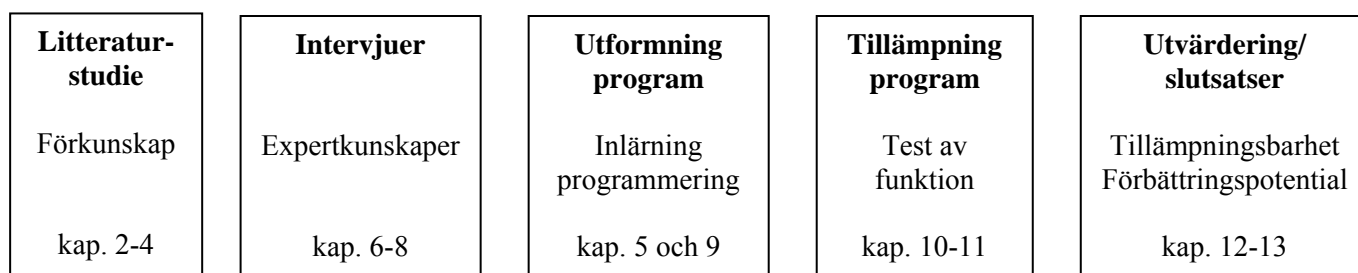 Litteratur-
studie
Förkunskap
kap. 2-4
Intervjuer
Expertkunskaper
kap. 6-8
Utformning
program
Inlärning
programmering
kap. 5 och 9
Tillämpning
program
Test av
funktion
kap. 10-11
Utvärdering/
slutsatser
Tillämpningsbarhet
Förbättringspotential
kap. 12-13